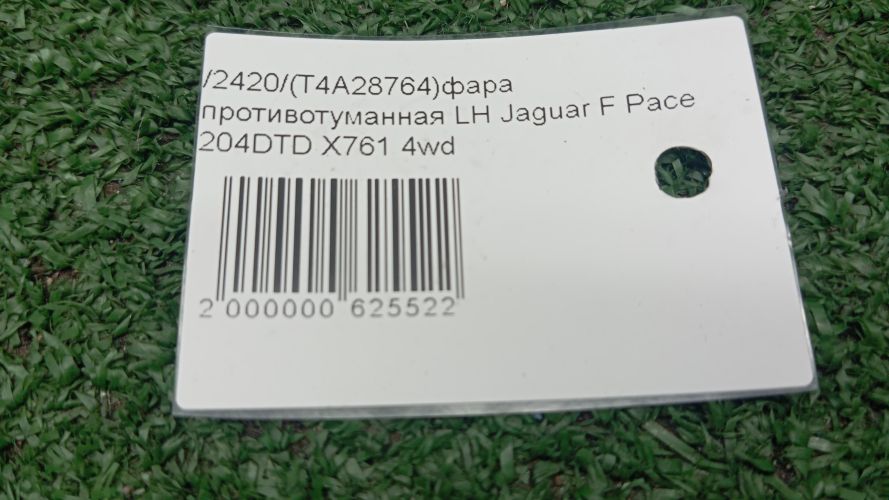 /2420/(T4A28764)фара
противотуманная LH Jaguar F Pace
204DTD X761 4wd
2 000000 625522